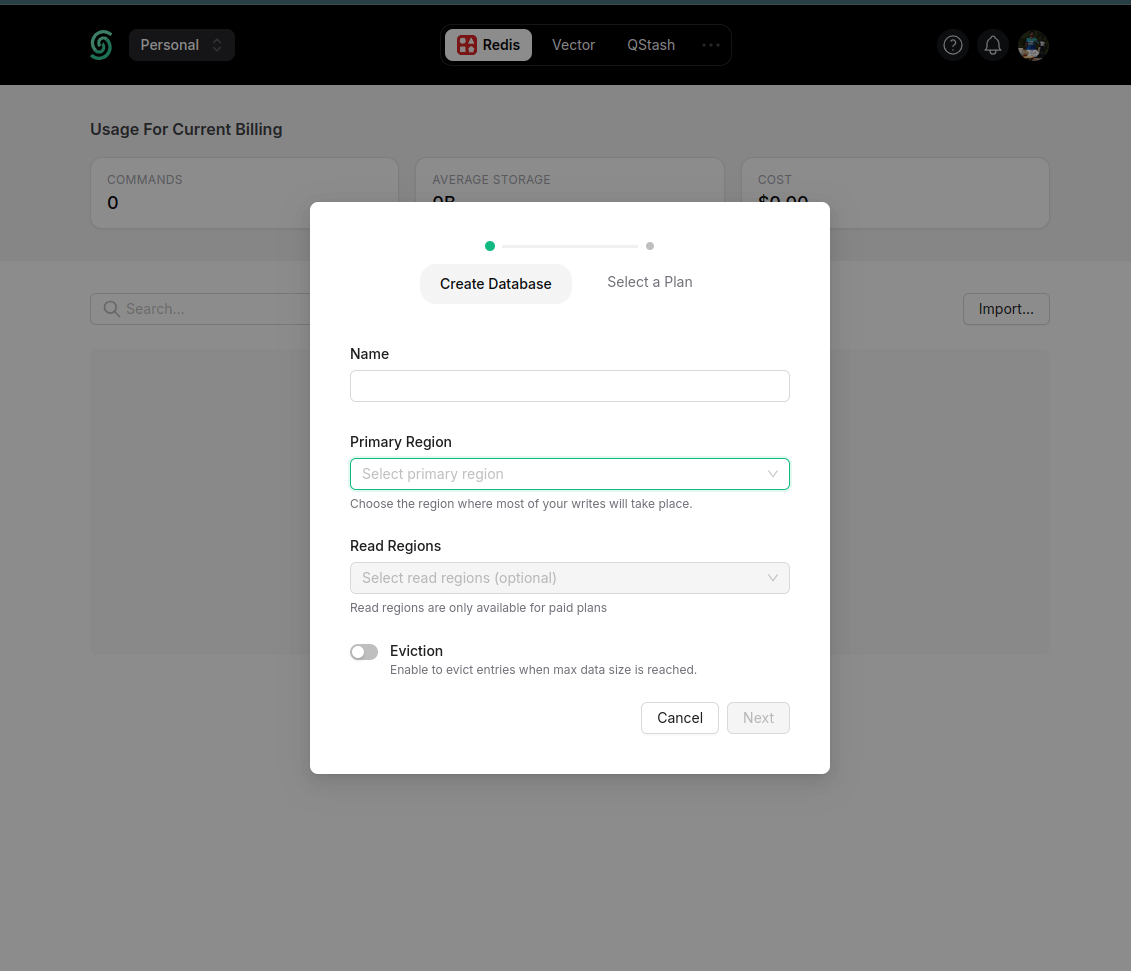 Personal
Redis
Vector
QStash
Usage For Current Billing
COMMANDS
0
AVERAGE STORAGE
0B
COST
$0.00
Create Database
Select a Plan
Search...
Import...
Name
Primary Region
Select primary region
Choose the region where most of your writes will take place.
Read Regions
Select read regions (optional)
Read regions are only available for paid plans
Eviction
Enable to evict entries when max data size is reached.
Cancel
Next